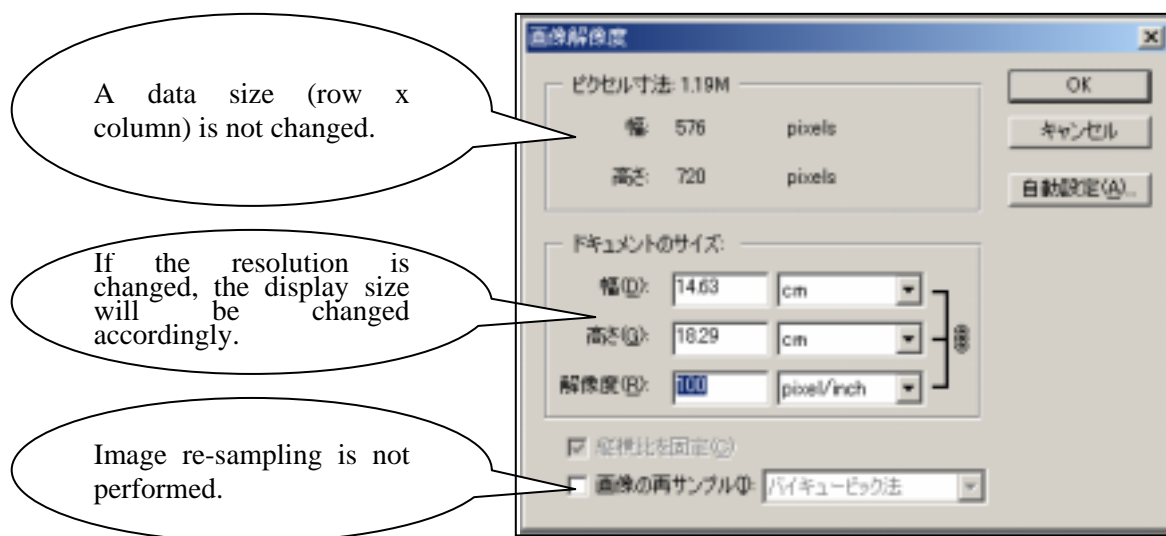 A data size (row x
column) is not changed.
If the resolution is
changed, the display size
will be changed
accordingly.
Image re-sampling is not
performed.
画像解像度
ピクセル寸法: 1.19M
幅: 576 pixels
高さ: 720 pixels
ドキュメントのサイズ:
幅(D): 14.63 cm
高さ(G): 18.29 cm
解像度(R): 100 pixel/inch
縦横比を固定(C)
画像の再サンプル(I): バイキュービック法
OK
キャンセル
自動設定(A)...